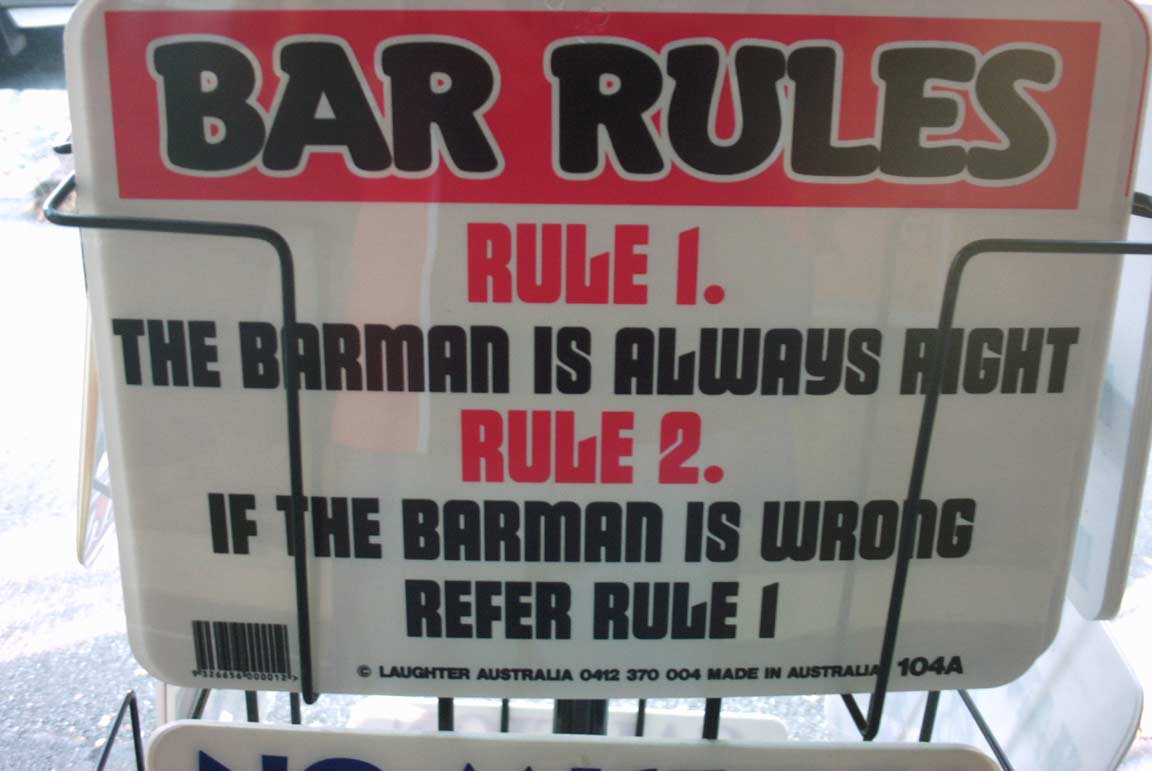 BAR RULES
RULE 1.
THE BARMAN IS ALWAYS RIGHT
RULE 2.
IF THE BARMAN IS WRONG
REFER RULE 1
© LAUGHTER AUSTRALIA 0412 370 004 MADE IN AUSTRALIA 104A